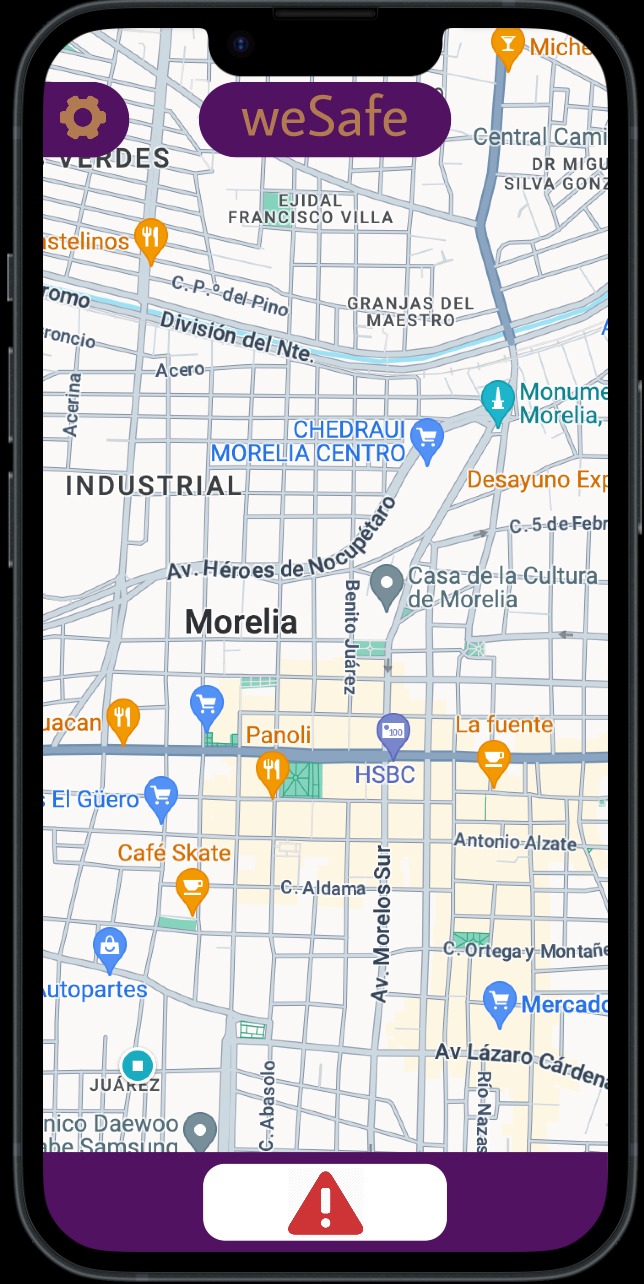 Miche
weSafe
Central Cami
VERDES
DR MIGU
SILVA GONZ
EJIDAL
FRANCISCO VILLA
astelinos
C. P.º del Pino
romo
GRANJAS DEL
MAESTRO
División del Nte.
roncio
Acero
Acerina
Monume
Morelia,
CHEDRAUI
MORELIA CENTRO
Desayuno Exp
INDUSTRIAL
C. 5 de Febr
Av. Héroes de Nocupétaro
Casa de la Cultura
de Morelia
Benito Juárez
Morelia
uacan
Panoli
La fuente
100
HSBC
s El Güero
Antonio Alzate
Café Skate
C. Aldama
Av. Morelos Sur
C. Ortega y Montañe
Autopartes
Mercado
Av Lázaro Cárdena
JUÁREZ
C. Abasolo
Río Nazas
nico Daewoo
abe Samsung